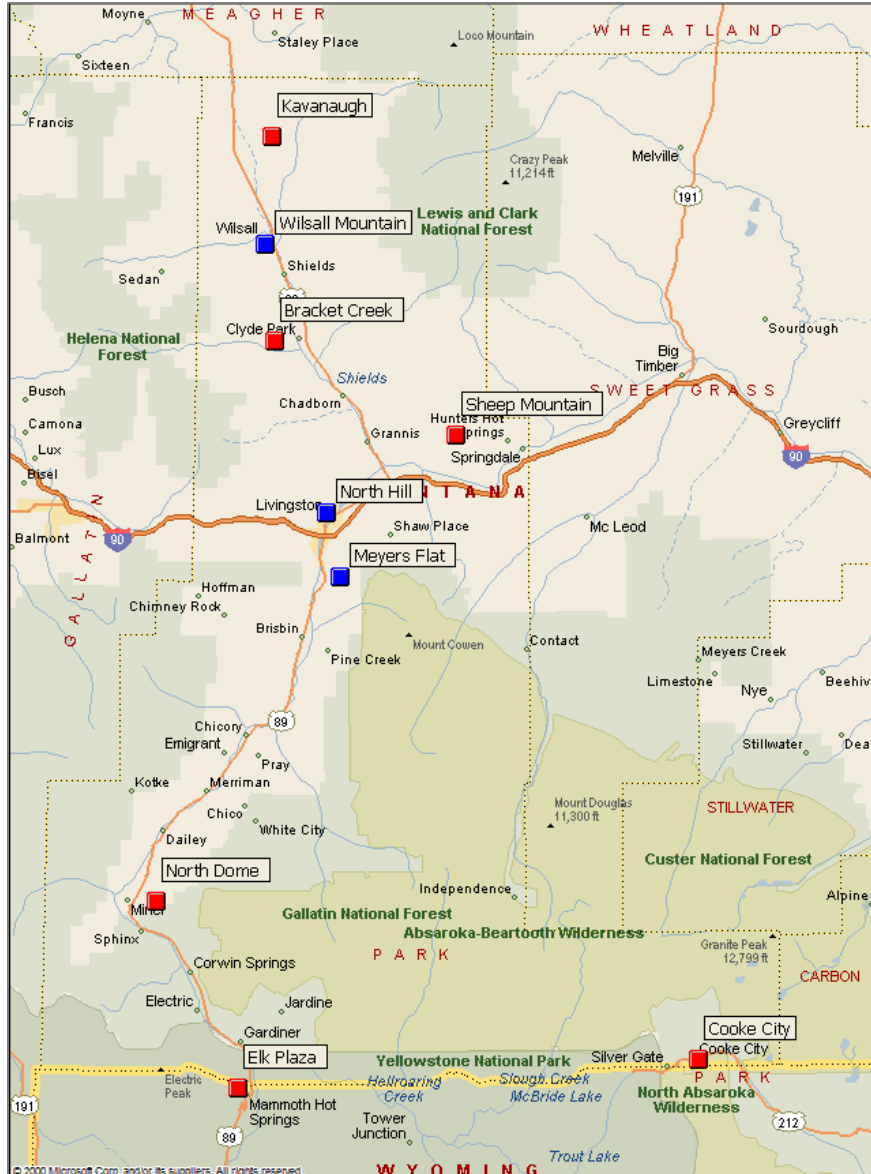 MEAGHER
Moyne
Staley Place
Loco Mountain
WHEATLAND
Sixteen
Kavanaugh
Francis
Melville
Crazy Peak
11,214 ft
191
Lewis and Clark
National Forest
Wilsall
Wilsall Mountain
Sedan
Shields
Bracket Creek
Clyde Park
Helena National
Forest
Sourdough
Big
Timber
Shields
SWEET GRASS
Busch
Chadborn
Sheep Mountain
Hunters Hot
Springs
Camona
Grannis
Greycliff
Lux
Springdale
90
Bisel
NTANA
Livingston
North Hill
Mc Leod
Shaw Place
90
Balmont
Meyers Flat
GALLATIN
Hoffman
Chimney Rock
Brisbin
Mount Cowen
Contact
Pine Creek
Meyers Creek
Limestone
Nye
Beehiv
89
Chicory
Emigrant
Stillwater
Dea
Pray
Kotke
Merriman
Chico
White City
Mount Douglas
11,300 ft
STILLWATER
Dailey
Custer National Forest
North Dome
Miner
Independence
Alpine
Gallatin National Forest
Absaroka-Beartooth Wilderness
Sphinx
PARK
Granite Peak
12,799 ft
Corwin Springs
CARBON
Electric
Jardine
Gardiner
Cooke City
Cooke City
Elk Plaza
Yellowstone National Park
Silver Gate
PARK
Electric
Peak
Hellroaring
Creek
Slough Creek
McBride Lake
North Absaroka
Wilderness
191
Mammoth Hot
Springs
Tower
Junction
212
89
Trout Lake
WYOMING
© 2000 Microsoft Corp. and/or its suppliers. All rights reserved.